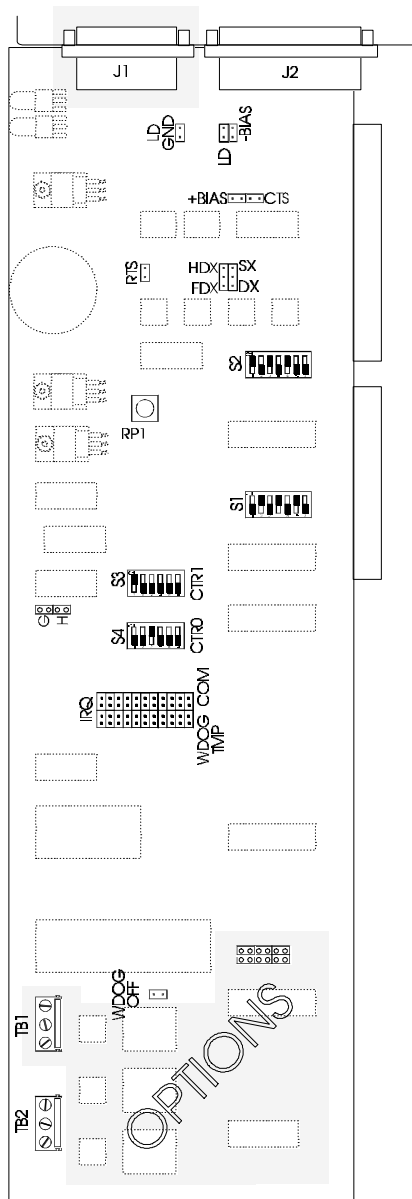 J1
J2
LD
GND
LD
-BIAS
+BIAS
CTS
RTS
HDX
SX
FDX
DX
S2
RP1
S1
S3
CTR1
G
H
S4
CTR0
IRQ
COM
WDOG
TMP
WDOG
OFF
TB1
OPTIONS
TB2